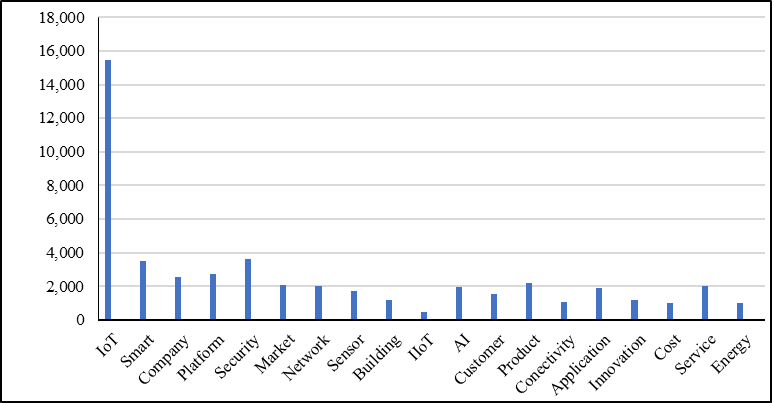 18,000
16,000
14,000
12,000
10,000
8,000
6,000
4,000
2,000
0
IoT
Smart
Company
Platform
Security
Market
Network
Sensor
Building
IIoT
AI
Customer
Product
Conectivity
Application
Innovation
Cost
Service
Energy